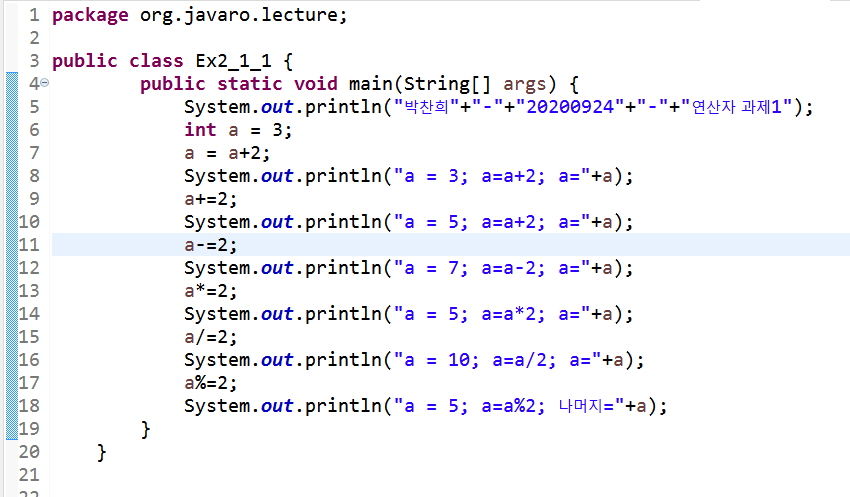 1 package org.javaro.lecture;
2
3 public class Ex2_1_1 {
4 public static void main(String[] args) {
5 System.out.println("박찬희"+"-"+"20200924"+"-"+"연산자 과제1");
6 int a = 3;
7 a = a+2;
8 System.out.println("a = 3; a=a+2; a="+a);
9 a+=2;
10 System.out.println("a = 5; a=a+2; a="+a);
11 a-=2;
12 System.out.println("a = 7; a=a-2; a="+a);
13 a*=2;
14 System.out.println("a = 5; a=a*2; a="+a);
15 a/=2;
16 System.out.println("a = 10; a=a/2; a="+a);
17 a%=2;
18 System.out.println("a = 5; a=a%2; 나머지="+a);
19 }
20 }
21